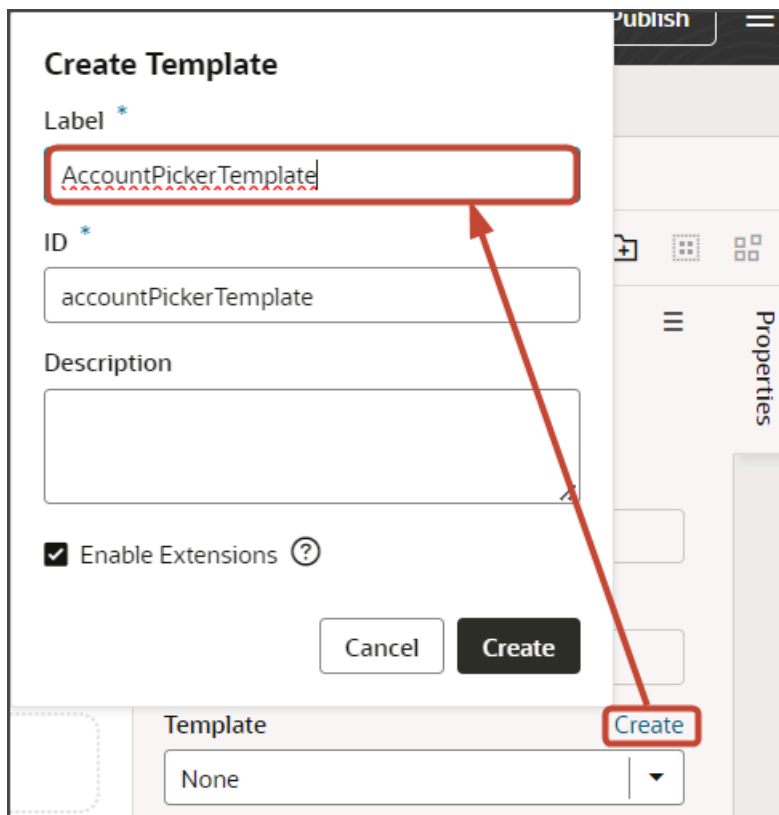 Publish
Create Template
Label *
AccountPickerTemplate
ID *
accountPickerTemplate
Description
Enable Extensions ?
Cancel Create
Properties
Template Create
None